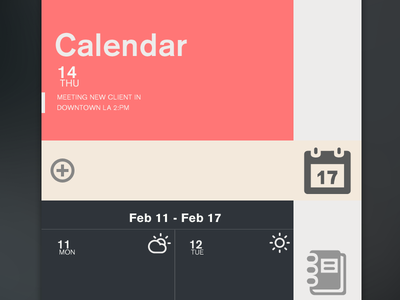 Calendar
14
THU
MEETING NEW CLIENT IN
DOWNTOWN LA 2:PM
17
Feb 11 - Feb 17
11
MON
12
TUE